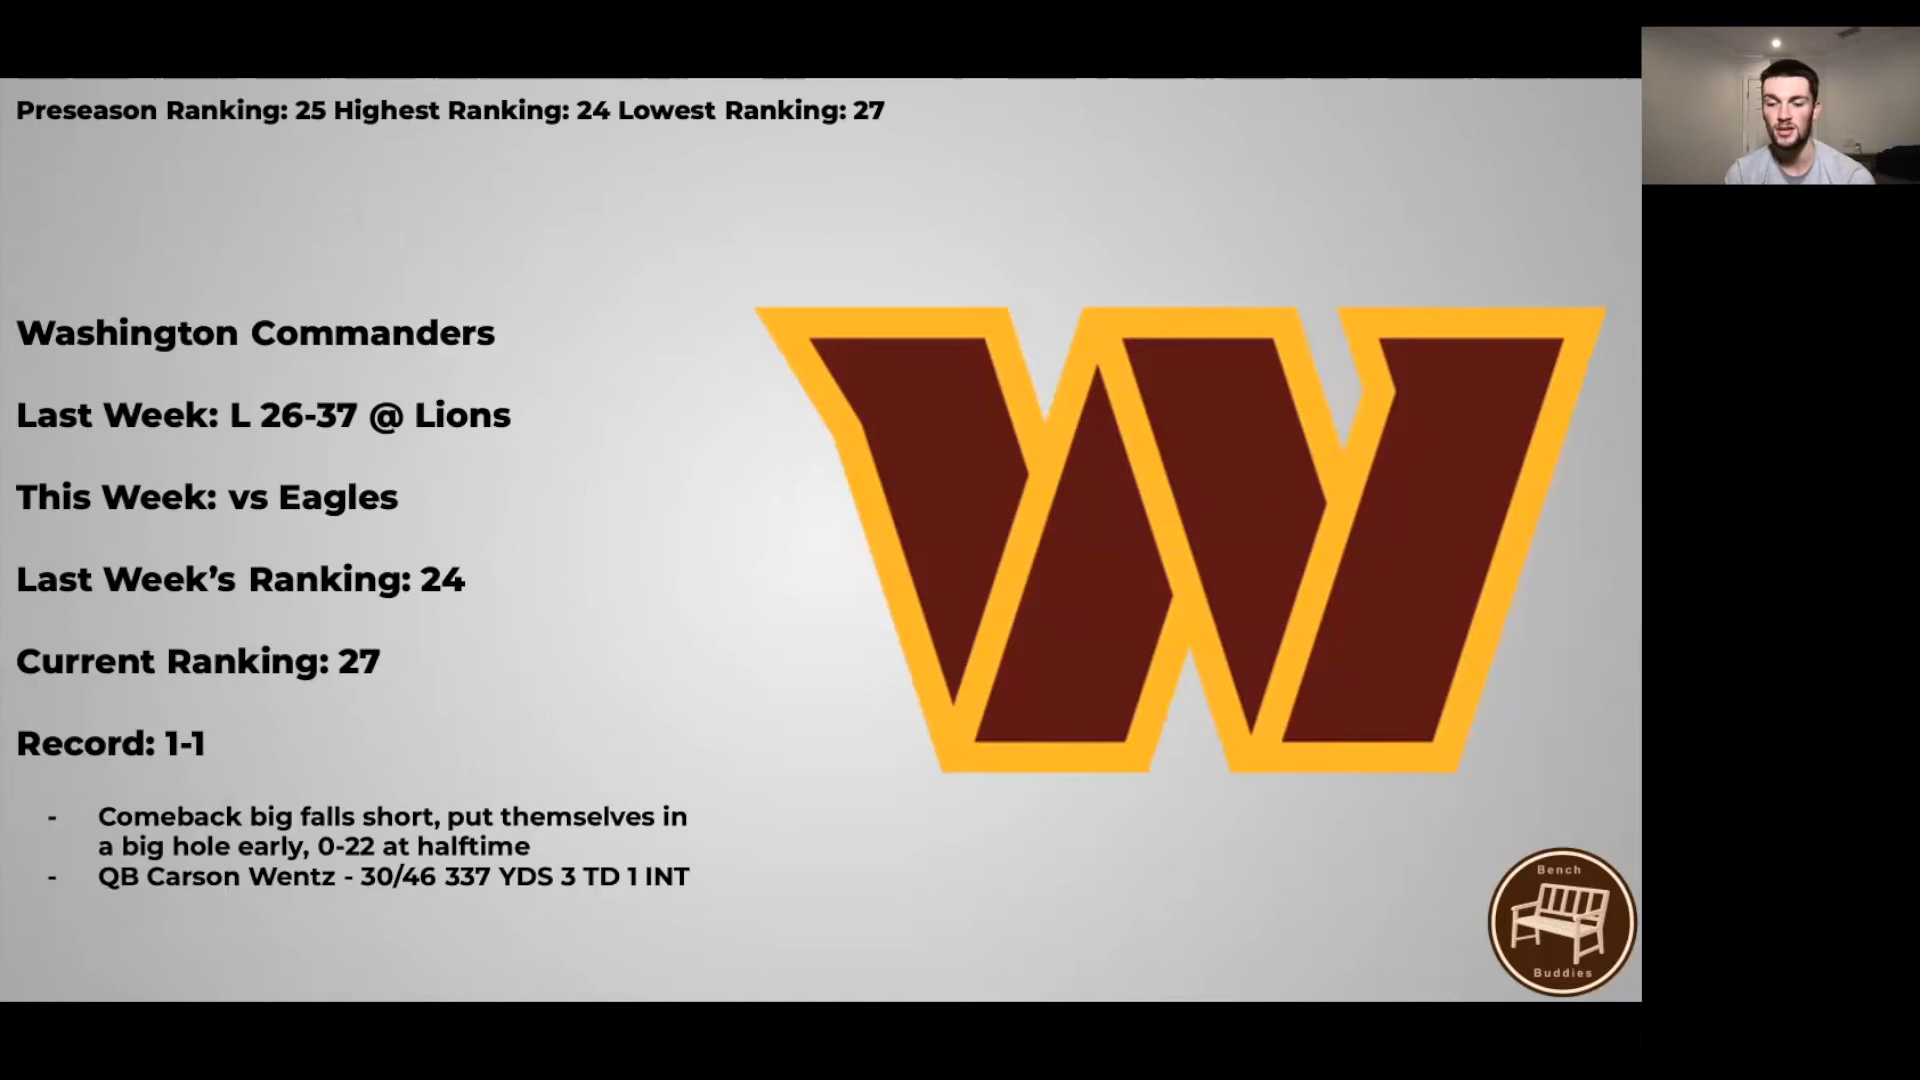 Preseason Ranking: 25 Highest Ranking: 24 Lowest Ranking: 27
Washington Commanders
Last Week: L 26-37 @ Lions
This Week: vs Eagles
Last Week’s Ranking: 24
Current Ranking: 27
Record: 1-1
- Comeback big falls short, put themselves in
a big hole early, 0-22 at halftime
- QB Carson Wentz - 30/46 337 YDS 3 TD 1 INT
Bench
Buddies